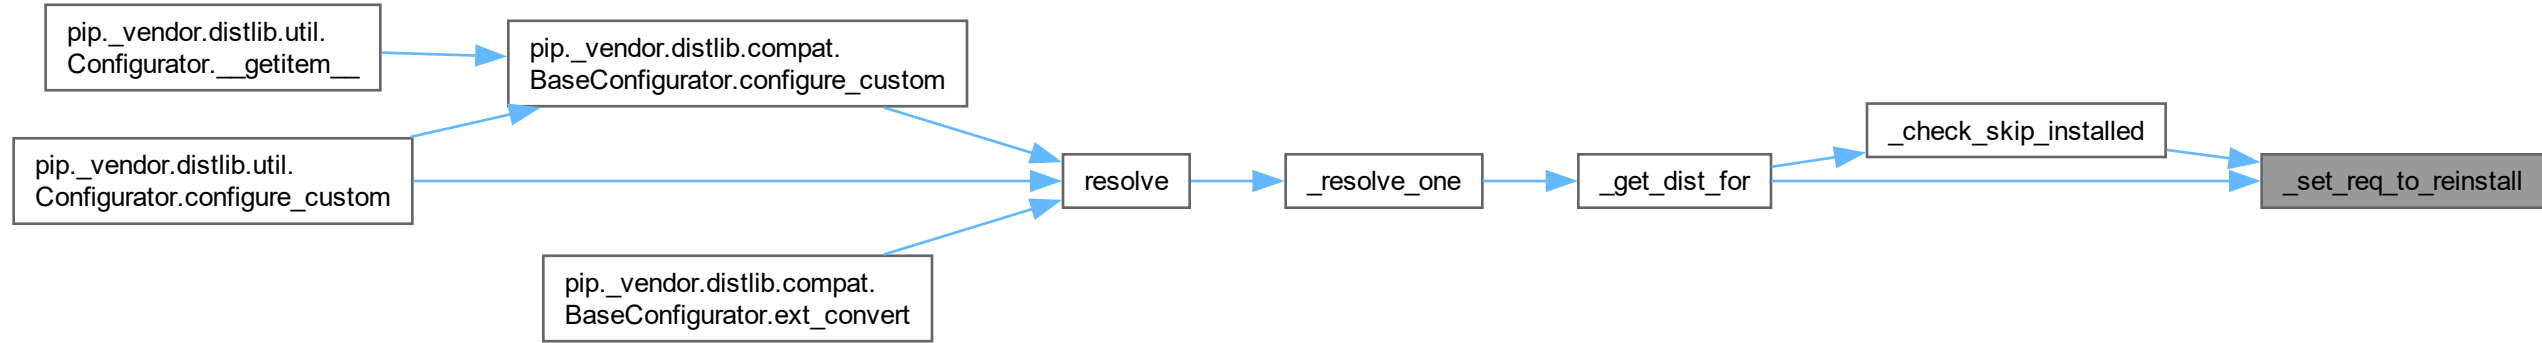 pip._vendor.distlib.util.
Configurator.__getitem__
pip._vendor.distlib.compat.
BaseConfigurator.configure_custom
pip._vendor.distlib.util.
Configurator.configure_custom
pip._vendor.distlib.compat.
BaseConfigurator.ext_convert
resolve
_resolve_one
_get_dist_for
_check_skip_installed
_set_req_to_reinstall